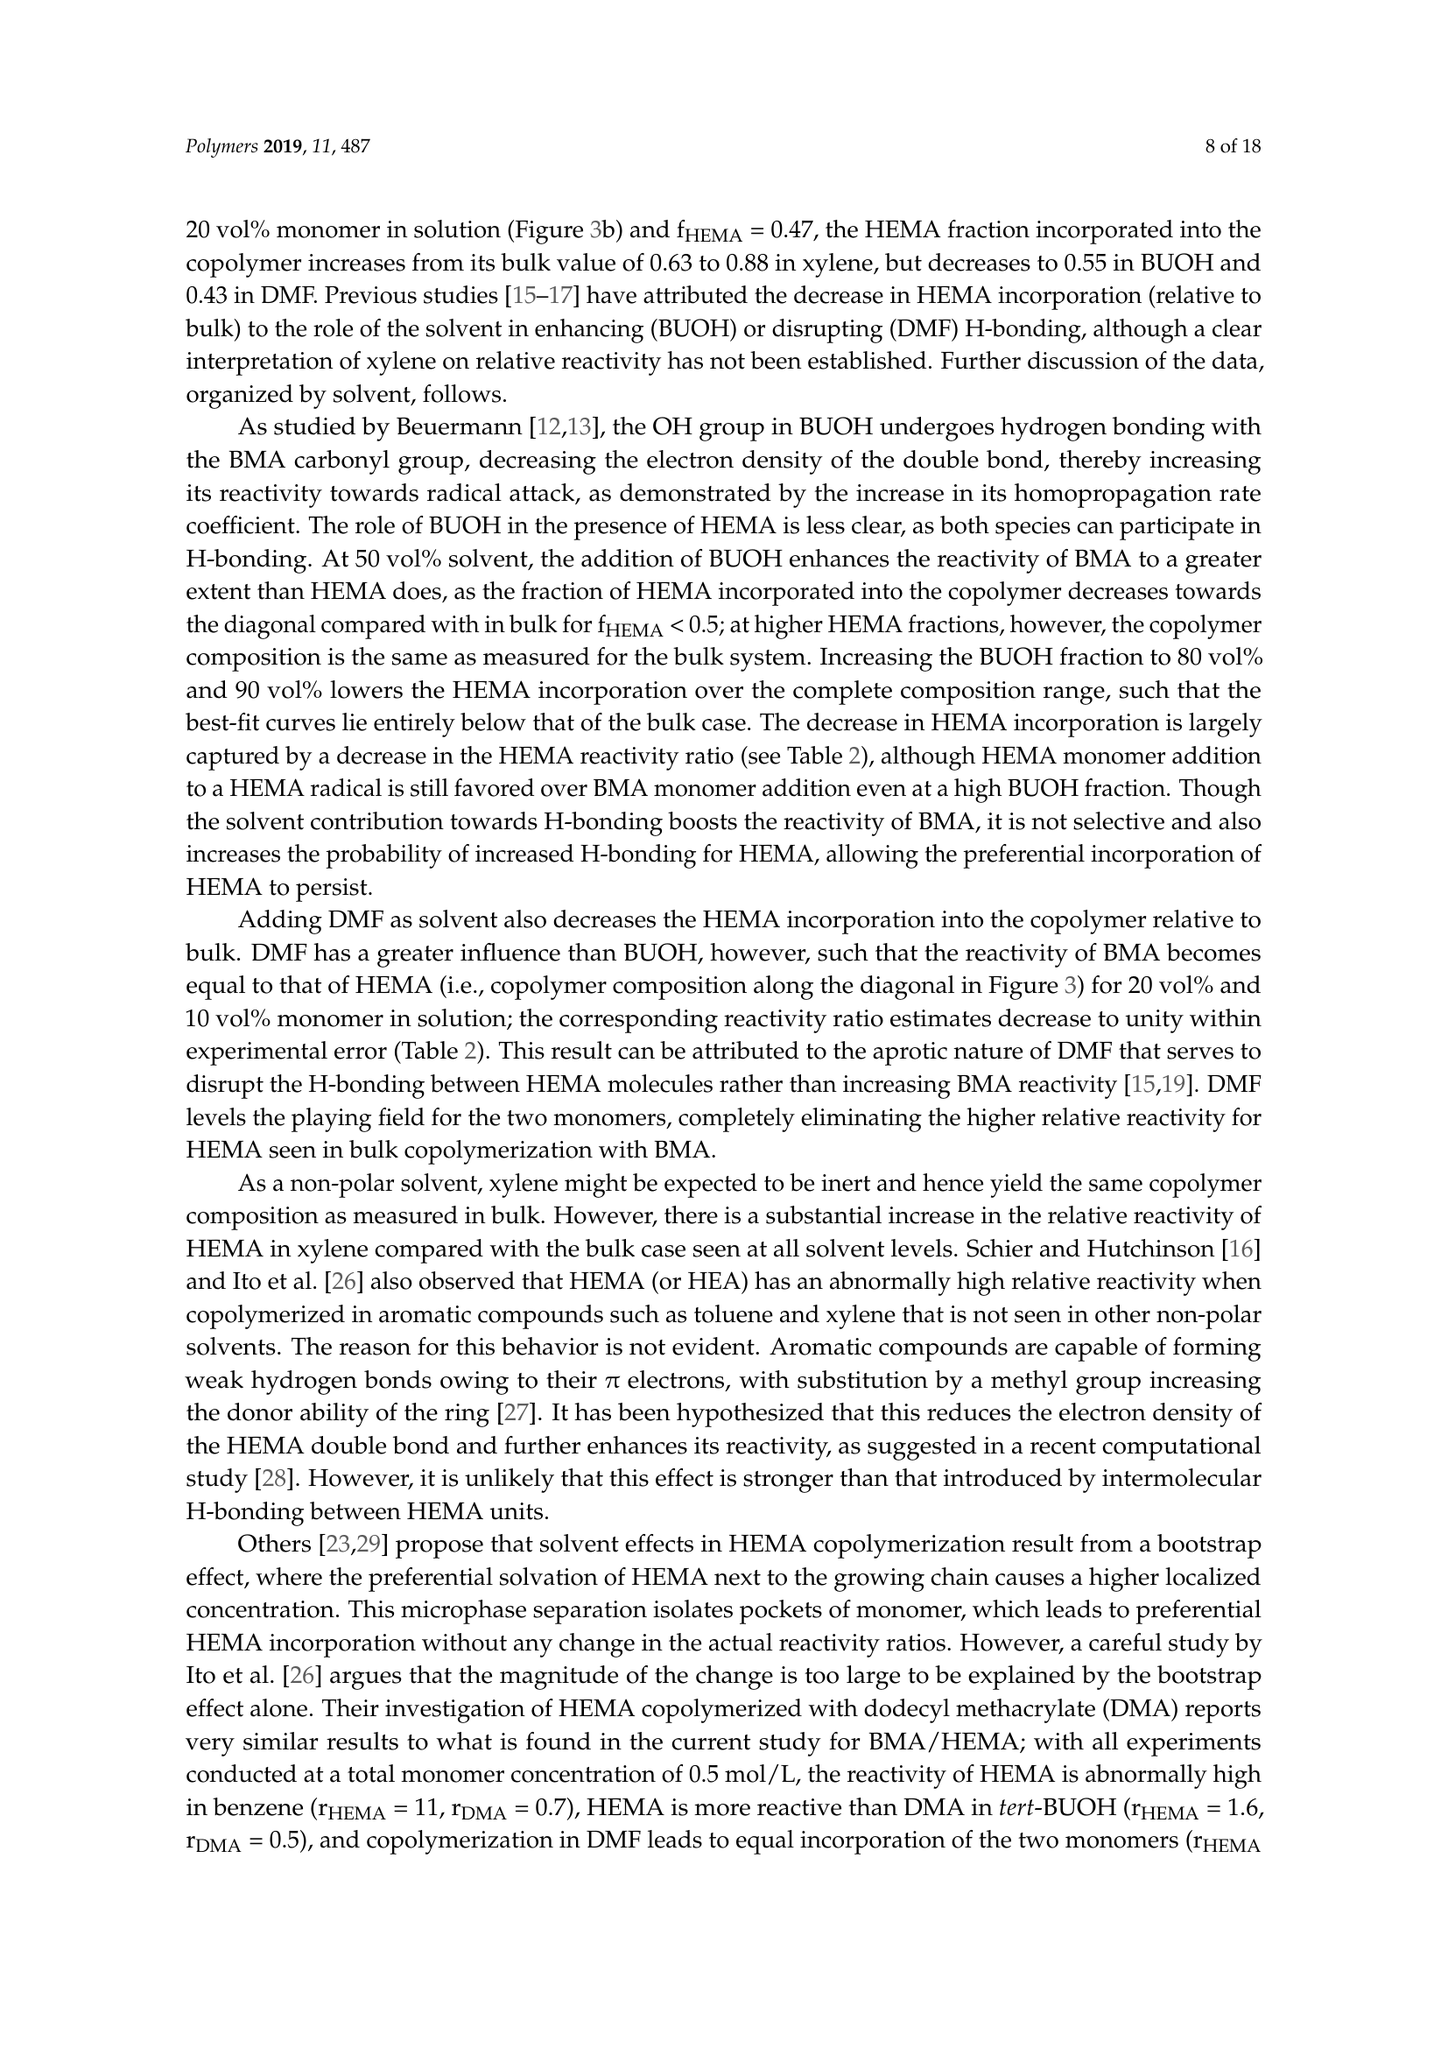 Polymers 2019, 11, 487 8 of 18
20 vol% monomer in solution (Figure 3b) and fHEMA = 0.47, the HEMA fraction incorporated into the
copolymer increases from its bulk value of 0.63 to 0.88 in xylene, but decreases to 0.55 in BUOH and
0.43 in DMF. Previous studies [15–17] have attributed the decrease in HEMA incorporation (relative to
bulk) to the role of the solvent in enhancing (BUOH) or disrupting (DMF) H-bonding, although a clear
interpretation of xylene on relative reactivity has not been established. Further discussion of the data,
organized by solvent, follows.
As studied by Beuermann [12,13], the OH group in BUOH undergoes hydrogen bonding with
the BMA carbonyl group, decreasing the electron density of the double bond, thereby increasing
its reactivity towards radical attack, as demonstrated by the increase in its homopropagation rate
coefficient. The role of BUOH in the presence of HEMA is less clear, as both species can participate in
H-bonding. At 50 vol% solvent, the addition of BUOH enhances the reactivity of BMA to a greater
extent than HEMA does, as the fraction of HEMA incorporated into the copolymer decreases towards
the diagonal compared with in bulk for fHEMA < 0.5; at higher HEMA fractions, however, the copolymer
composition is the same as measured for the bulk system. Increasing the BUOH fraction to 80 vol%
and 90 vol% lowers the HEMA incorporation over the complete composition range, such that the
best-fit curves lie entirely below that of the bulk case. The decrease in HEMA incorporation is largely
captured by a decrease in the HEMA reactivity ratio (see Table 2), although HEMA monomer addition
to a HEMA radical is still favored over BMA monomer addition even at a high BUOH fraction. Though
the solvent contribution towards H-bonding boosts the reactivity of BMA, it is not selective and also
increases the probability of increased H-bonding for HEMA, allowing the preferential incorporation of
HEMA to persist.
Adding DMF as solvent also decreases the HEMA incorporation into the copolymer relative to
bulk. DMF has a greater influence than BUOH, however, such that the reactivity of BMA becomes
equal to that of HEMA (i.e., copolymer composition along the diagonal in Figure 3) for 20 vol% and
10 vol% monomer in solution; the corresponding reactivity ratio estimates decrease to unity within
experimental error (Table 2). This result can be attributed to the aprotic nature of DMF that serves to
disrupt the H-bonding between HEMA molecules rather than increasing BMA reactivity [15,19]. DMF
levels the playing field for the two monomers, completely eliminating the higher relative reactivity for
HEMA seen in bulk copolymerization with BMA.
As a non-polar solvent, xylene might be expected to be inert and hence yield the same copolymer
composition as measured in bulk. However, there is a substantial increase in the relative reactivity of
HEMA in xylene compared with the bulk case seen at all solvent levels. Schier and Hutchinson [16]
and Ito et al. [26] also observed that HEMA (or HEA) has an abnormally high relative reactivity when
copolymerized in aromatic compounds such as toluene and xylene that is not seen in other non-polar
solvents. The reason for this behavior is not evident. Aromatic compounds are capable of forming
weak hydrogen bonds owing to their π electrons, with substitution by a methyl group increasing
the donor ability of the ring [27]. It has been hypothesized that this reduces the electron density of
the HEMA double bond and further enhances its reactivity, as suggested in a recent computational
study [28]. However, it is unlikely that this effect is stronger than that introduced by intermolecular
H-bonding between HEMA units.
Others [23,29] propose that solvent effects in HEMA copolymerization result from a bootstrap
effect, where the preferential solvation of HEMA next to the growing chain causes a higher localized
concentration. This microphase separation isolates pockets of monomer, which leads to preferential
HEMA incorporation without any change in the actual reactivity ratios. However, a careful study by
Ito et al. [26] argues that the magnitude of the change is too large to be explained by the bootstrap
effect alone. Their investigation of HEMA copolymerized with dodecyl methacrylate (DMA) reports
very similar results to what is found in the current study for BMA/HEMA; with all experiments
conducted at a total monomer concentration of 0.5 mol/L, the reactivity of HEMA is abnormally high
in benzene (rHEMA = 11, rDMA = 0.7), HEMA is more reactive than DMA in tert-BUOH (rHEMA = 1.6,
rDMA = 0.5), and copolymerization in DMF leads to equal incorporation of the two monomers (rHEMA